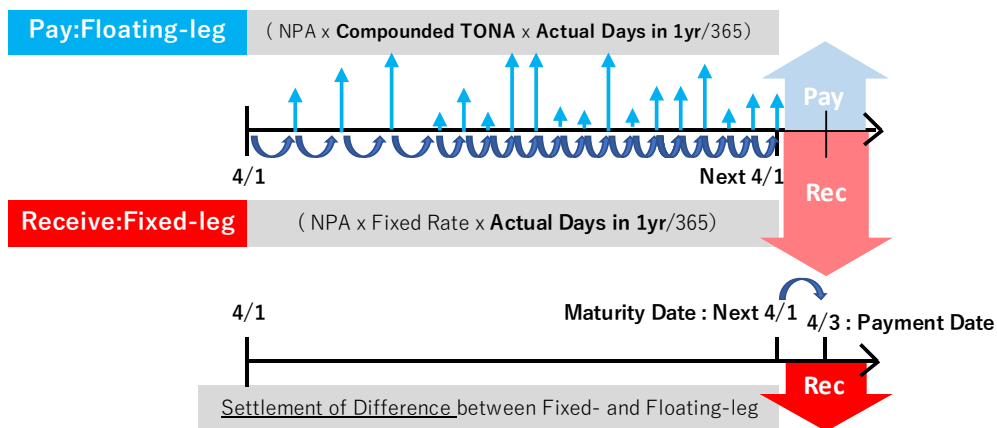 Pay:Floating-leg
( NPA x Compounded TONA x Actual Days in 1yr/365)
Pay
4/1
Next 4/1
Rec
Receive:Fixed-leg
( NPA x Fixed Rate x Actual Days in 1yr/365)
4/1
Maturity Date : Next 4/1
4/3 : Payment Date
Rec
Settlement of Difference between Fixed- and Floating-leg